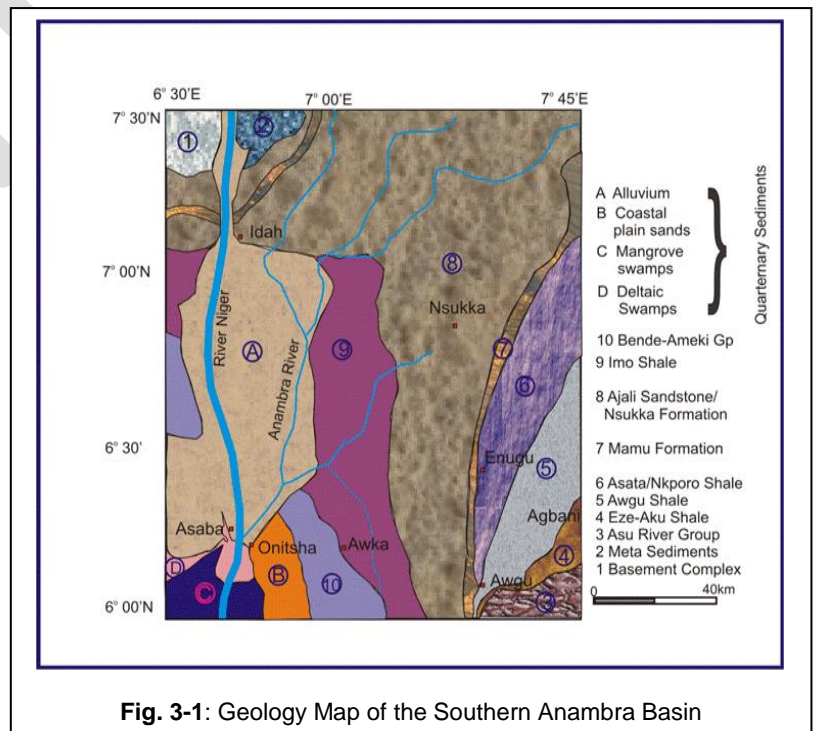 6° 30'E
7° 00'E
7° 45'E
7° 30'N
1
2
Idah
7° 00'N
8
Nsukka
River Niger
A
Anambra River
9
7
6
6° 30'
Enugu
5
Agbani
Asaba
Onitsha
Awka
4
D
C
B
10
Awgu
3
6° 00'N
A Alluvium
B Coastal
plain sands
C Mangrove
swamps
D Deltaic
Swamps
Quarternary Sediments
10 Bende-Ameki Gp
9 Imo Shale
8 Ajali Sandstone/
Nsukka Formation
7 Mamu Formation
6 Asata/Nkporo Shale
5 Awgu Shale
4 Eze-Aku Shale
3 Asu River Group
2 Meta Sediments
1 Basement Complex
0 40km
Fig. 3-1: Geology Map of the Southern Anambra Basin